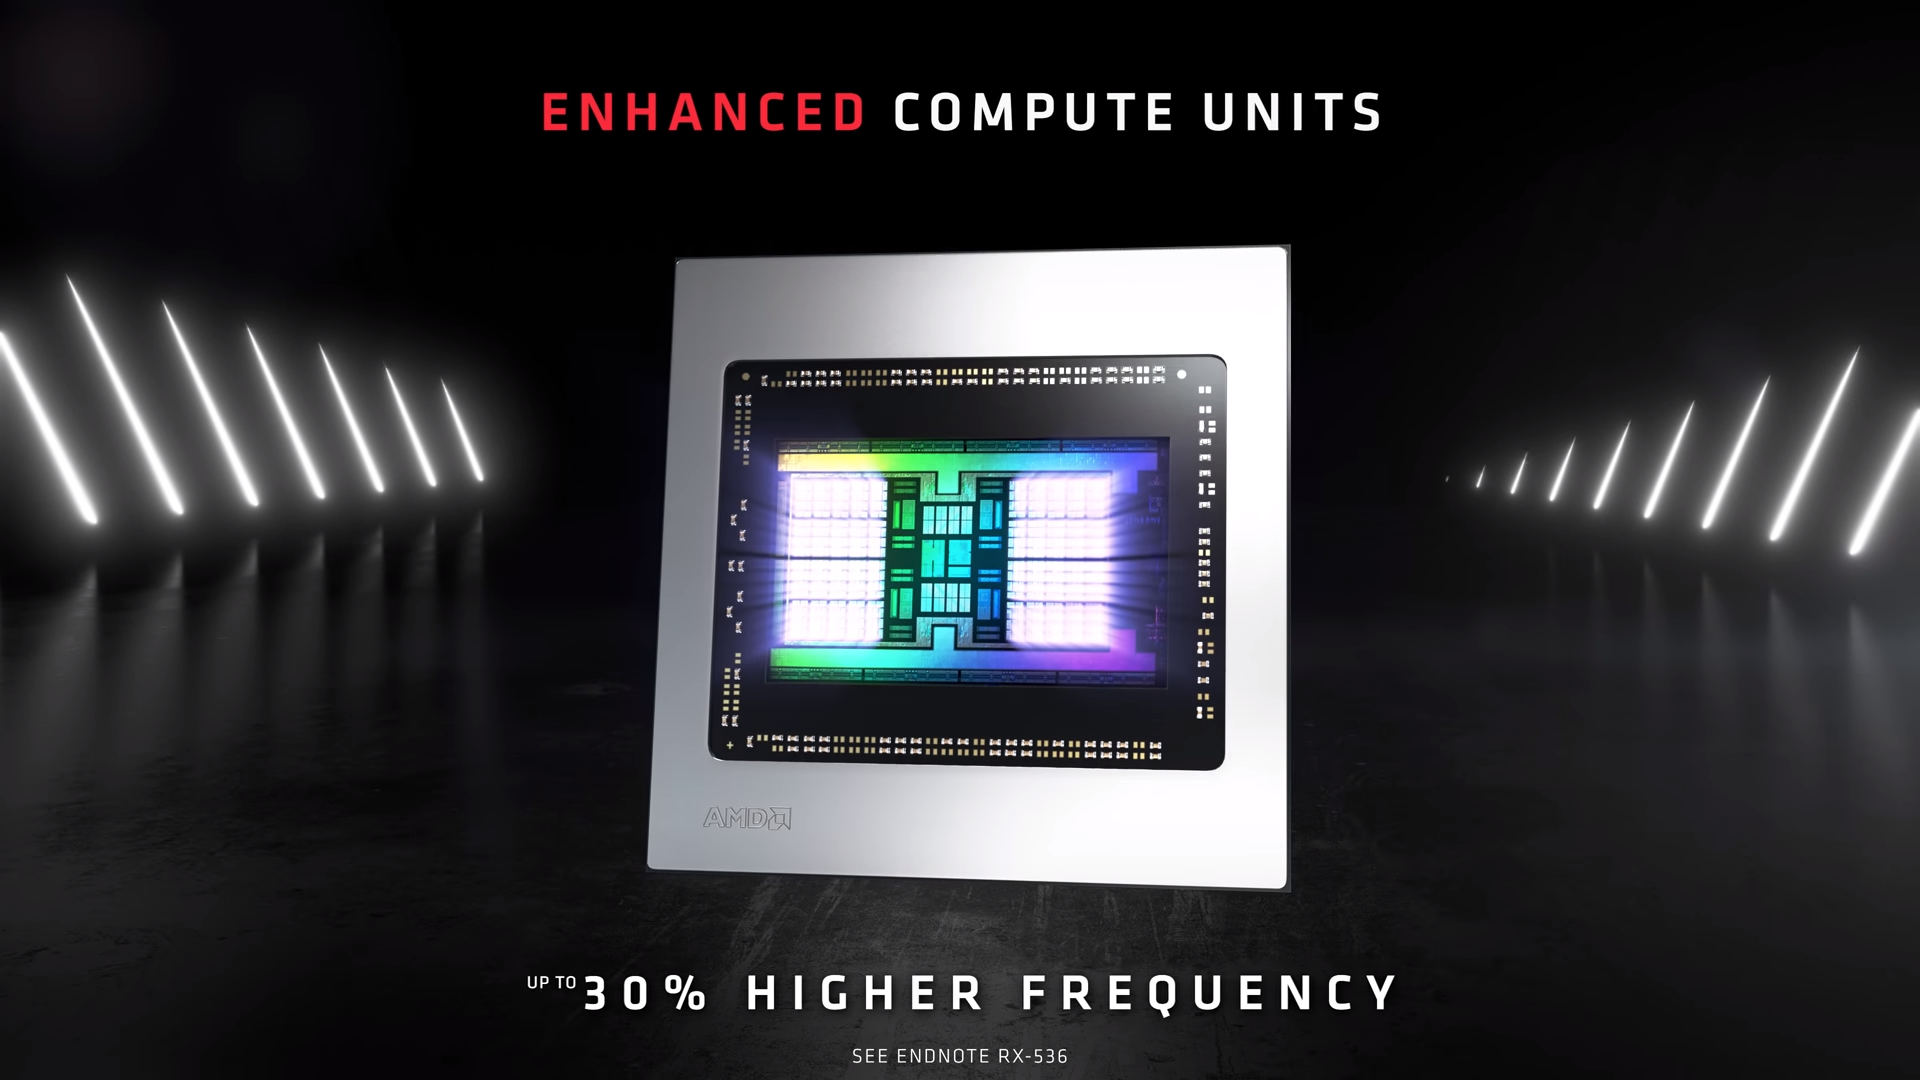 ENHANCED COMPUTE UNITS
AMD
UP TO 30% HIGHER FREQUENCY
SEE ENDNOTE RX-536